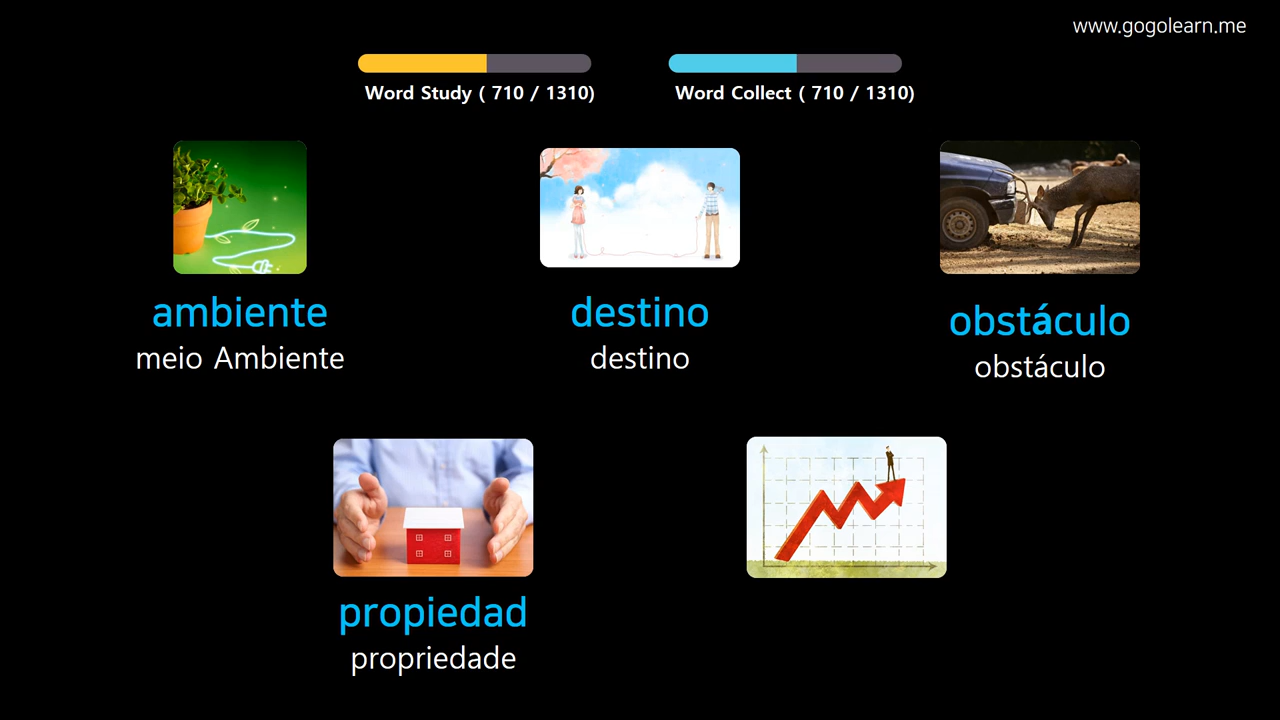 www.gogolearn.me
Word Study ( 710 / 1310)
Word Collect ( 710 / 1310)
ambiente
meio Ambiente
destino
destino
obstáculo
obstáculo
propiedad
propriedade